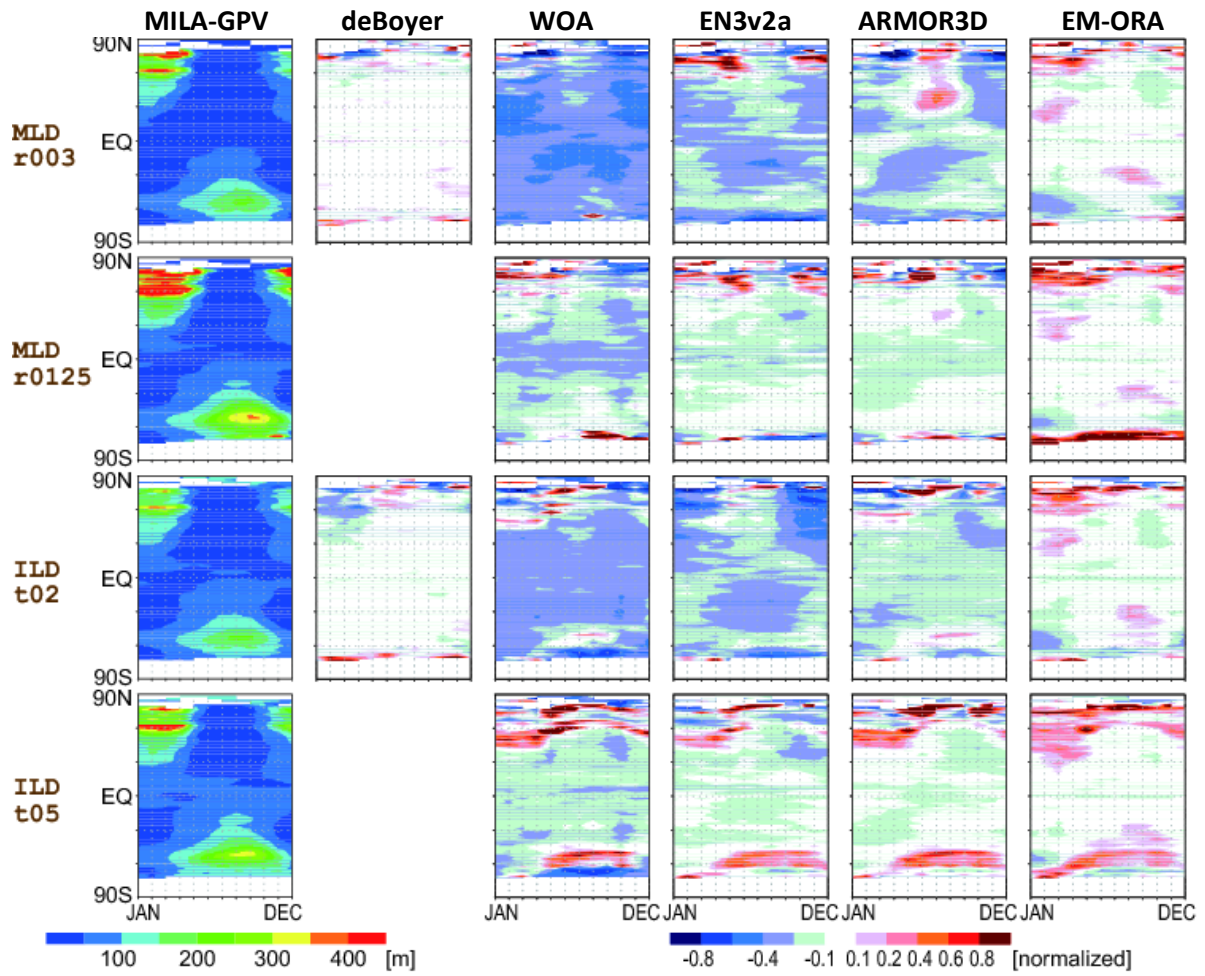 MILA-GPV deBoyer WOA EN3v2a ARMOR3D EM-ORA
90N
MLD
r003
EQ
90S
90N
MLD
r0125
EQ
90S
90N
ILD
t02
EQ
90S
90N
ILD
t05
EQ
90S
JAN DEC JAN DEC JAN DEC JAN DEC JAN DEC
100 200 300 400 [m] -0.8 -0.4 -0.1 0.1 0.2 0.4 0.6 0.8 [normalized]